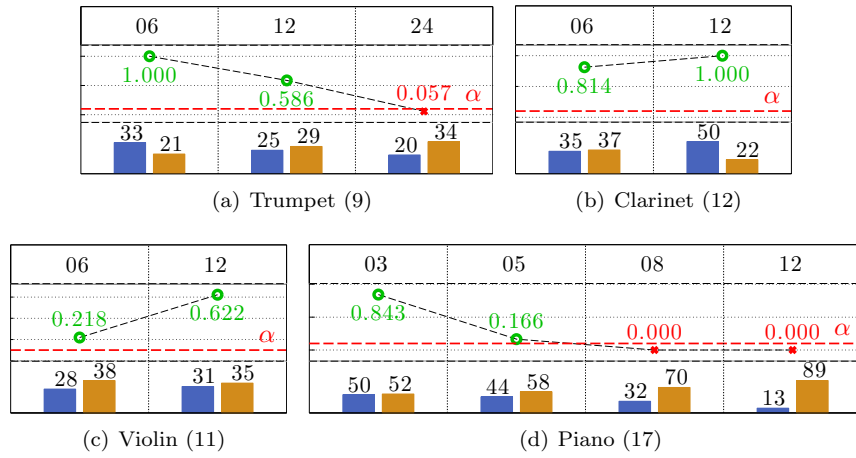 06 12 24
1.000 0.586 0.057 α
33 21 25 29 20 34
(a) Trumpet (9)
06 12
0.814 1.000 α
35 37 50 22
(b) Clarinet (12)
06 12
0.218 0.622 α
28 38 31 35
(c) Violin (11)
03 05 08 12
0.843 0.166 0.000 0.000 α
50 52 44 58 32 70 13 89
(d) Piano (17)